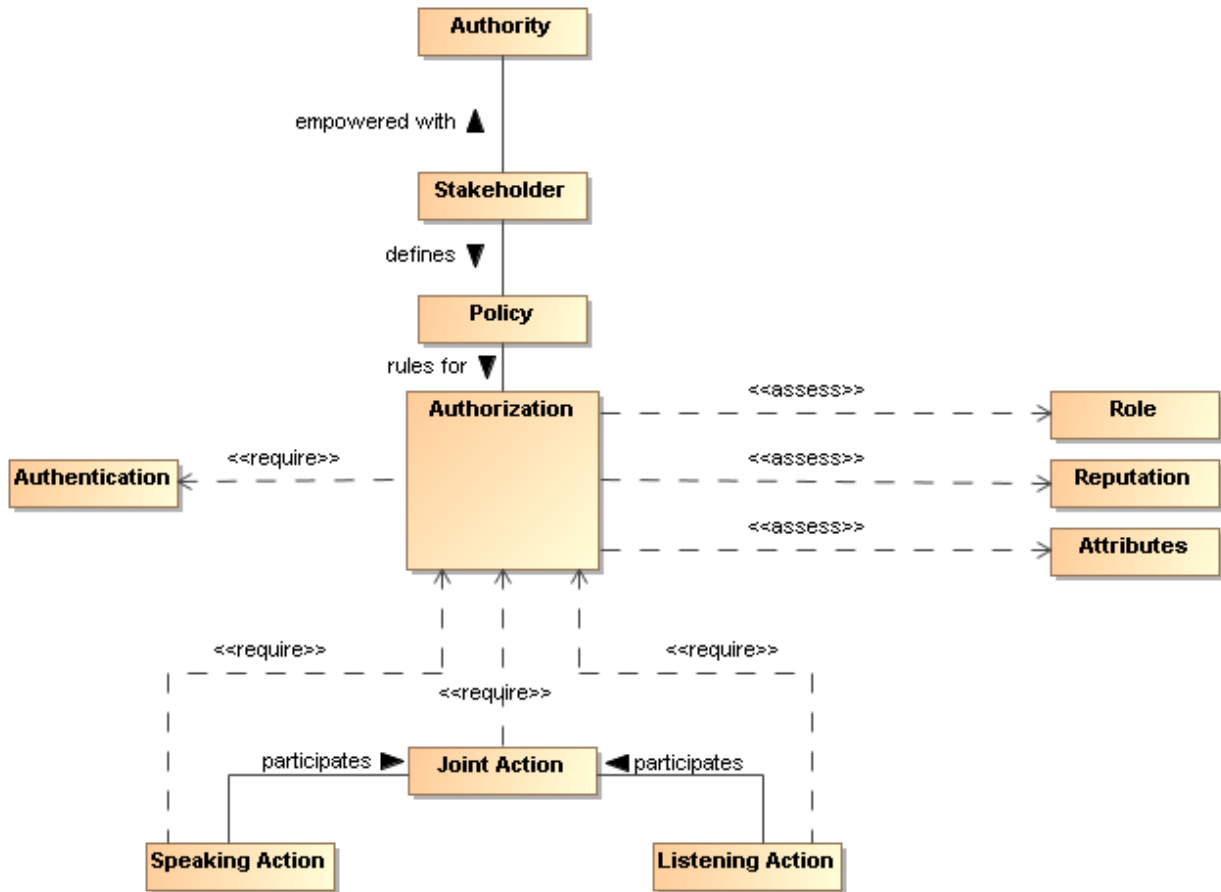 Authority
empowered with
Stakeholder
defines
Policy
rules for
Authorization
<<assess>>
Role
<<require>>
Authentication
<<assess>>
Reputation
<<assess>>
Attributes
<<require>>
<<require>>
<<require>>
participates
Joint Action
participates
Speaking Action
Listening Action